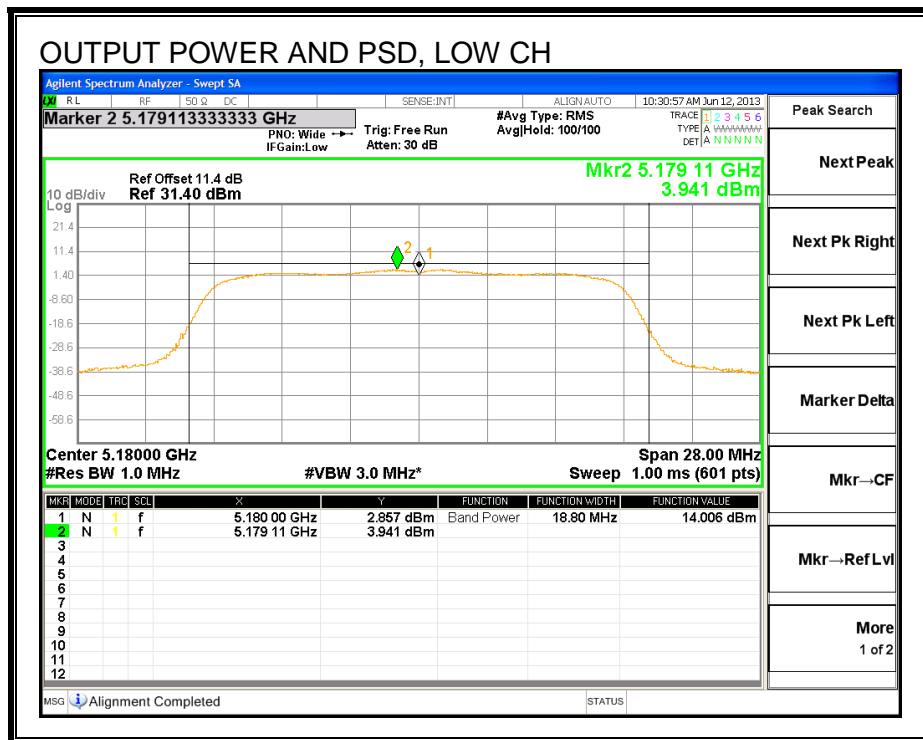 OUTPUT POWER AND PSD, LOW CH
Agilent Spectrum Analyzer - Swept SA
LXI RL RF 50 Ω DC SENSE:INT ALIGN AUTO 10:30:57 AM Jun 12, 2013
Marker 2 5.179113333333 GHz
PNO: Wide
IFGain:Low
Trig: Free Run
Atten: 30 dB
#Avg Type: RMS
Avg|Hold: 100/100
TRACE 1 2 3 4 5 6
TYPE A WWWWW
DET A N N N N N
Peak Search
Next Peak
Next Pk Right
Next Pk Left
Marker Delta
Mkr→CF
Mkr→Ref Lvl
More
1 of 2
Mkr2 5.179 11 GHz
3.941 dBm
Ref Offset 11.4 dB
10 dB/div Ref 31.40 dBm
Log
21.4
11.4
1.40
-8.60
-18.6
-28.6
-38.6
-48.6
-58.6
2
1
Center 5.18000 GHz Span 28.00 MHz
#Res BW 1.0 MHz #VBW 3.0 MHz* Sweep 1.00 ms (601 pts)
MKR MODE TRC SCL X Y FUNCTION FUNCTION WIDTH FUNCTION VALUE
1 N 1 f 5.180 00 GHz 2.857 dBm Band Power 18.80 MHz 14.006 dBm
2 N 1 f 5.179 11 GHz 3.941 dBm
3
4
5
6
7
8
9
10
11
12
MSG Alignment Completed STATUS